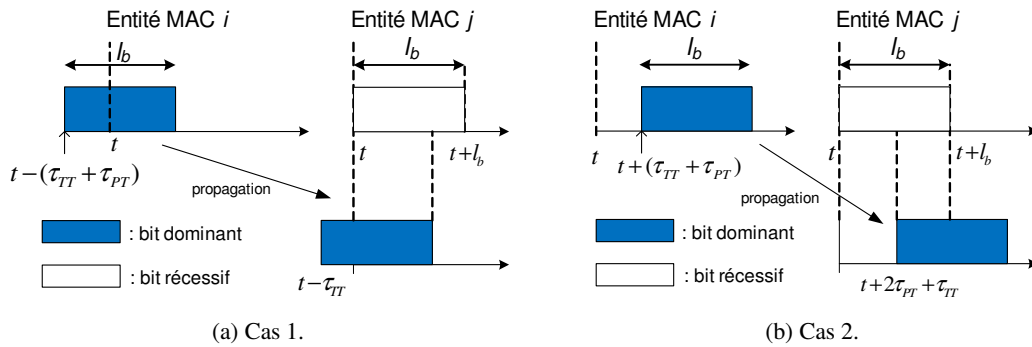 Entité MAC i
Entité MAC j
l_b
l_b
t
t
t+l_b
t−(τ_TT + τ_PT)
propagation
: bit dominant
: bit récessif
t−τ_TT
(a) Cas 1.
Entité MAC i
Entité MAC j
l_b
l_b
t
t+(τ_TT + τ_PT)
t
t+l_b
propagation
: bit dominant
: bit récessif
t+2τ_PT+τ_TT
(b) Cas 2.